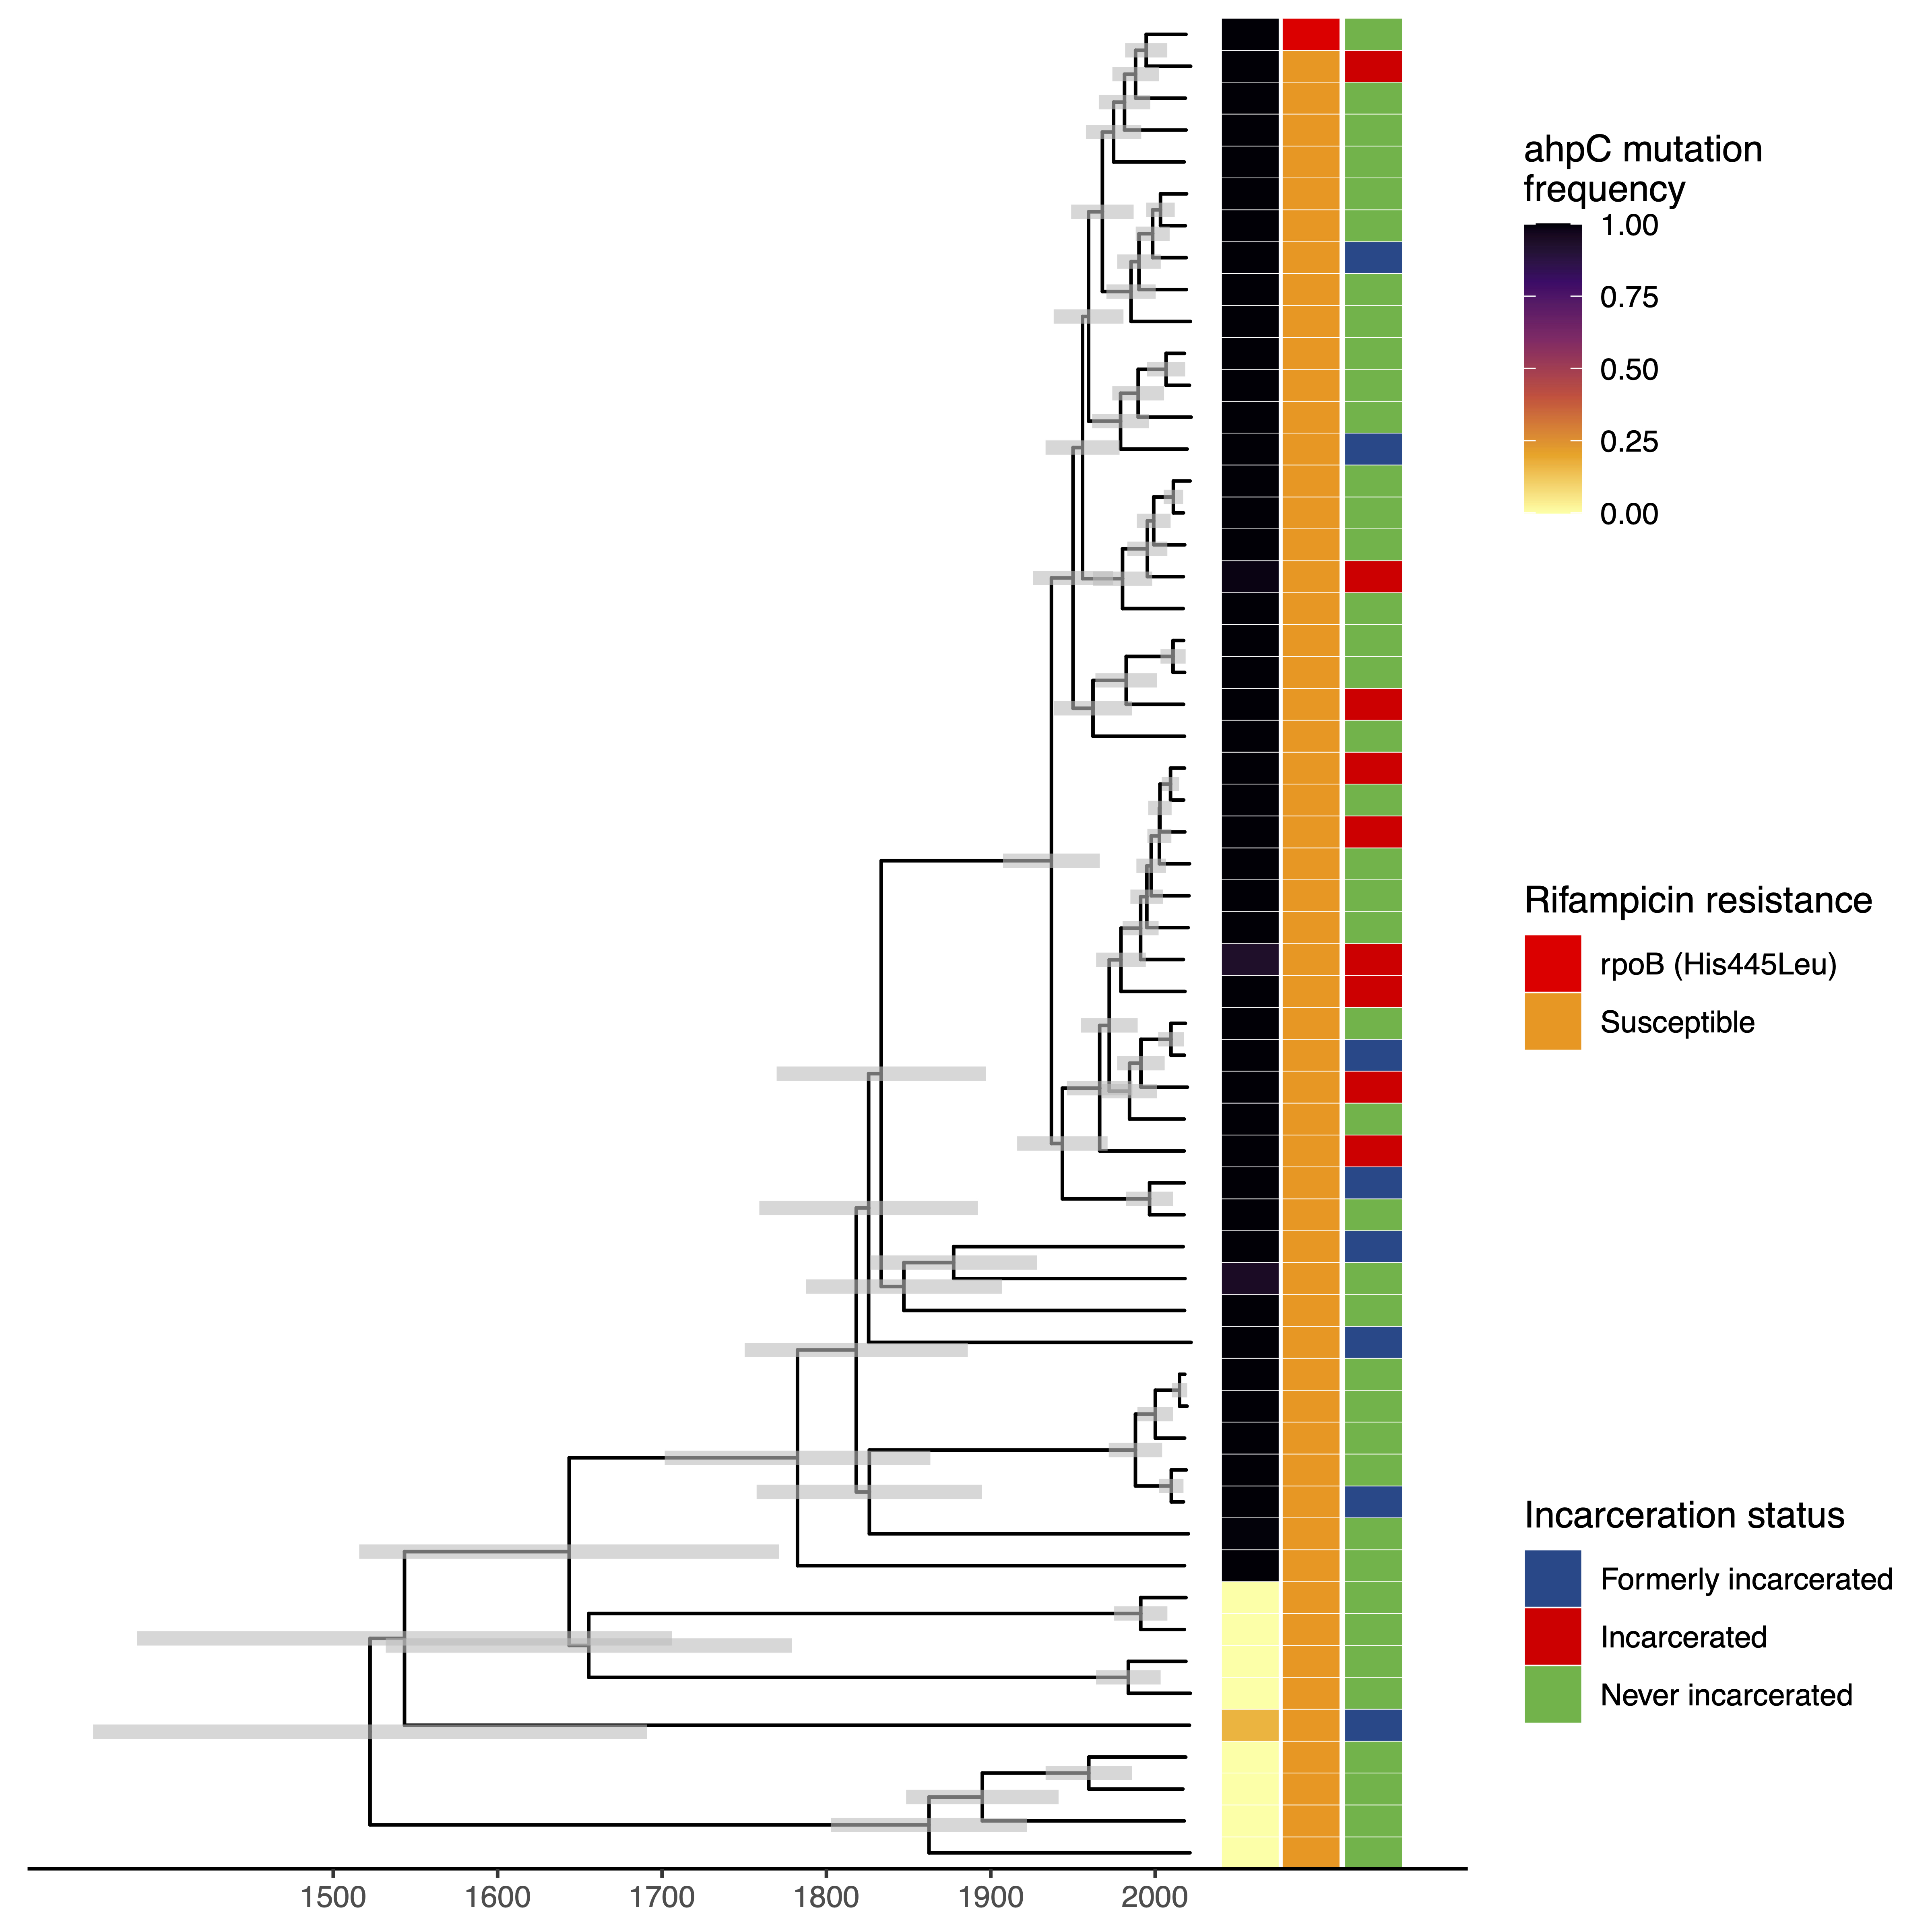 ahpC mutation
frequency
1.00
0.75
0.50
0.25
0.00
Rifampicin resistance
rpoB (His445Leu)
Susceptible
Incarceration status
Formerly incarcerated
Incarcerated
Never incarcerated
1500 1600 1700 1800 1900 2000